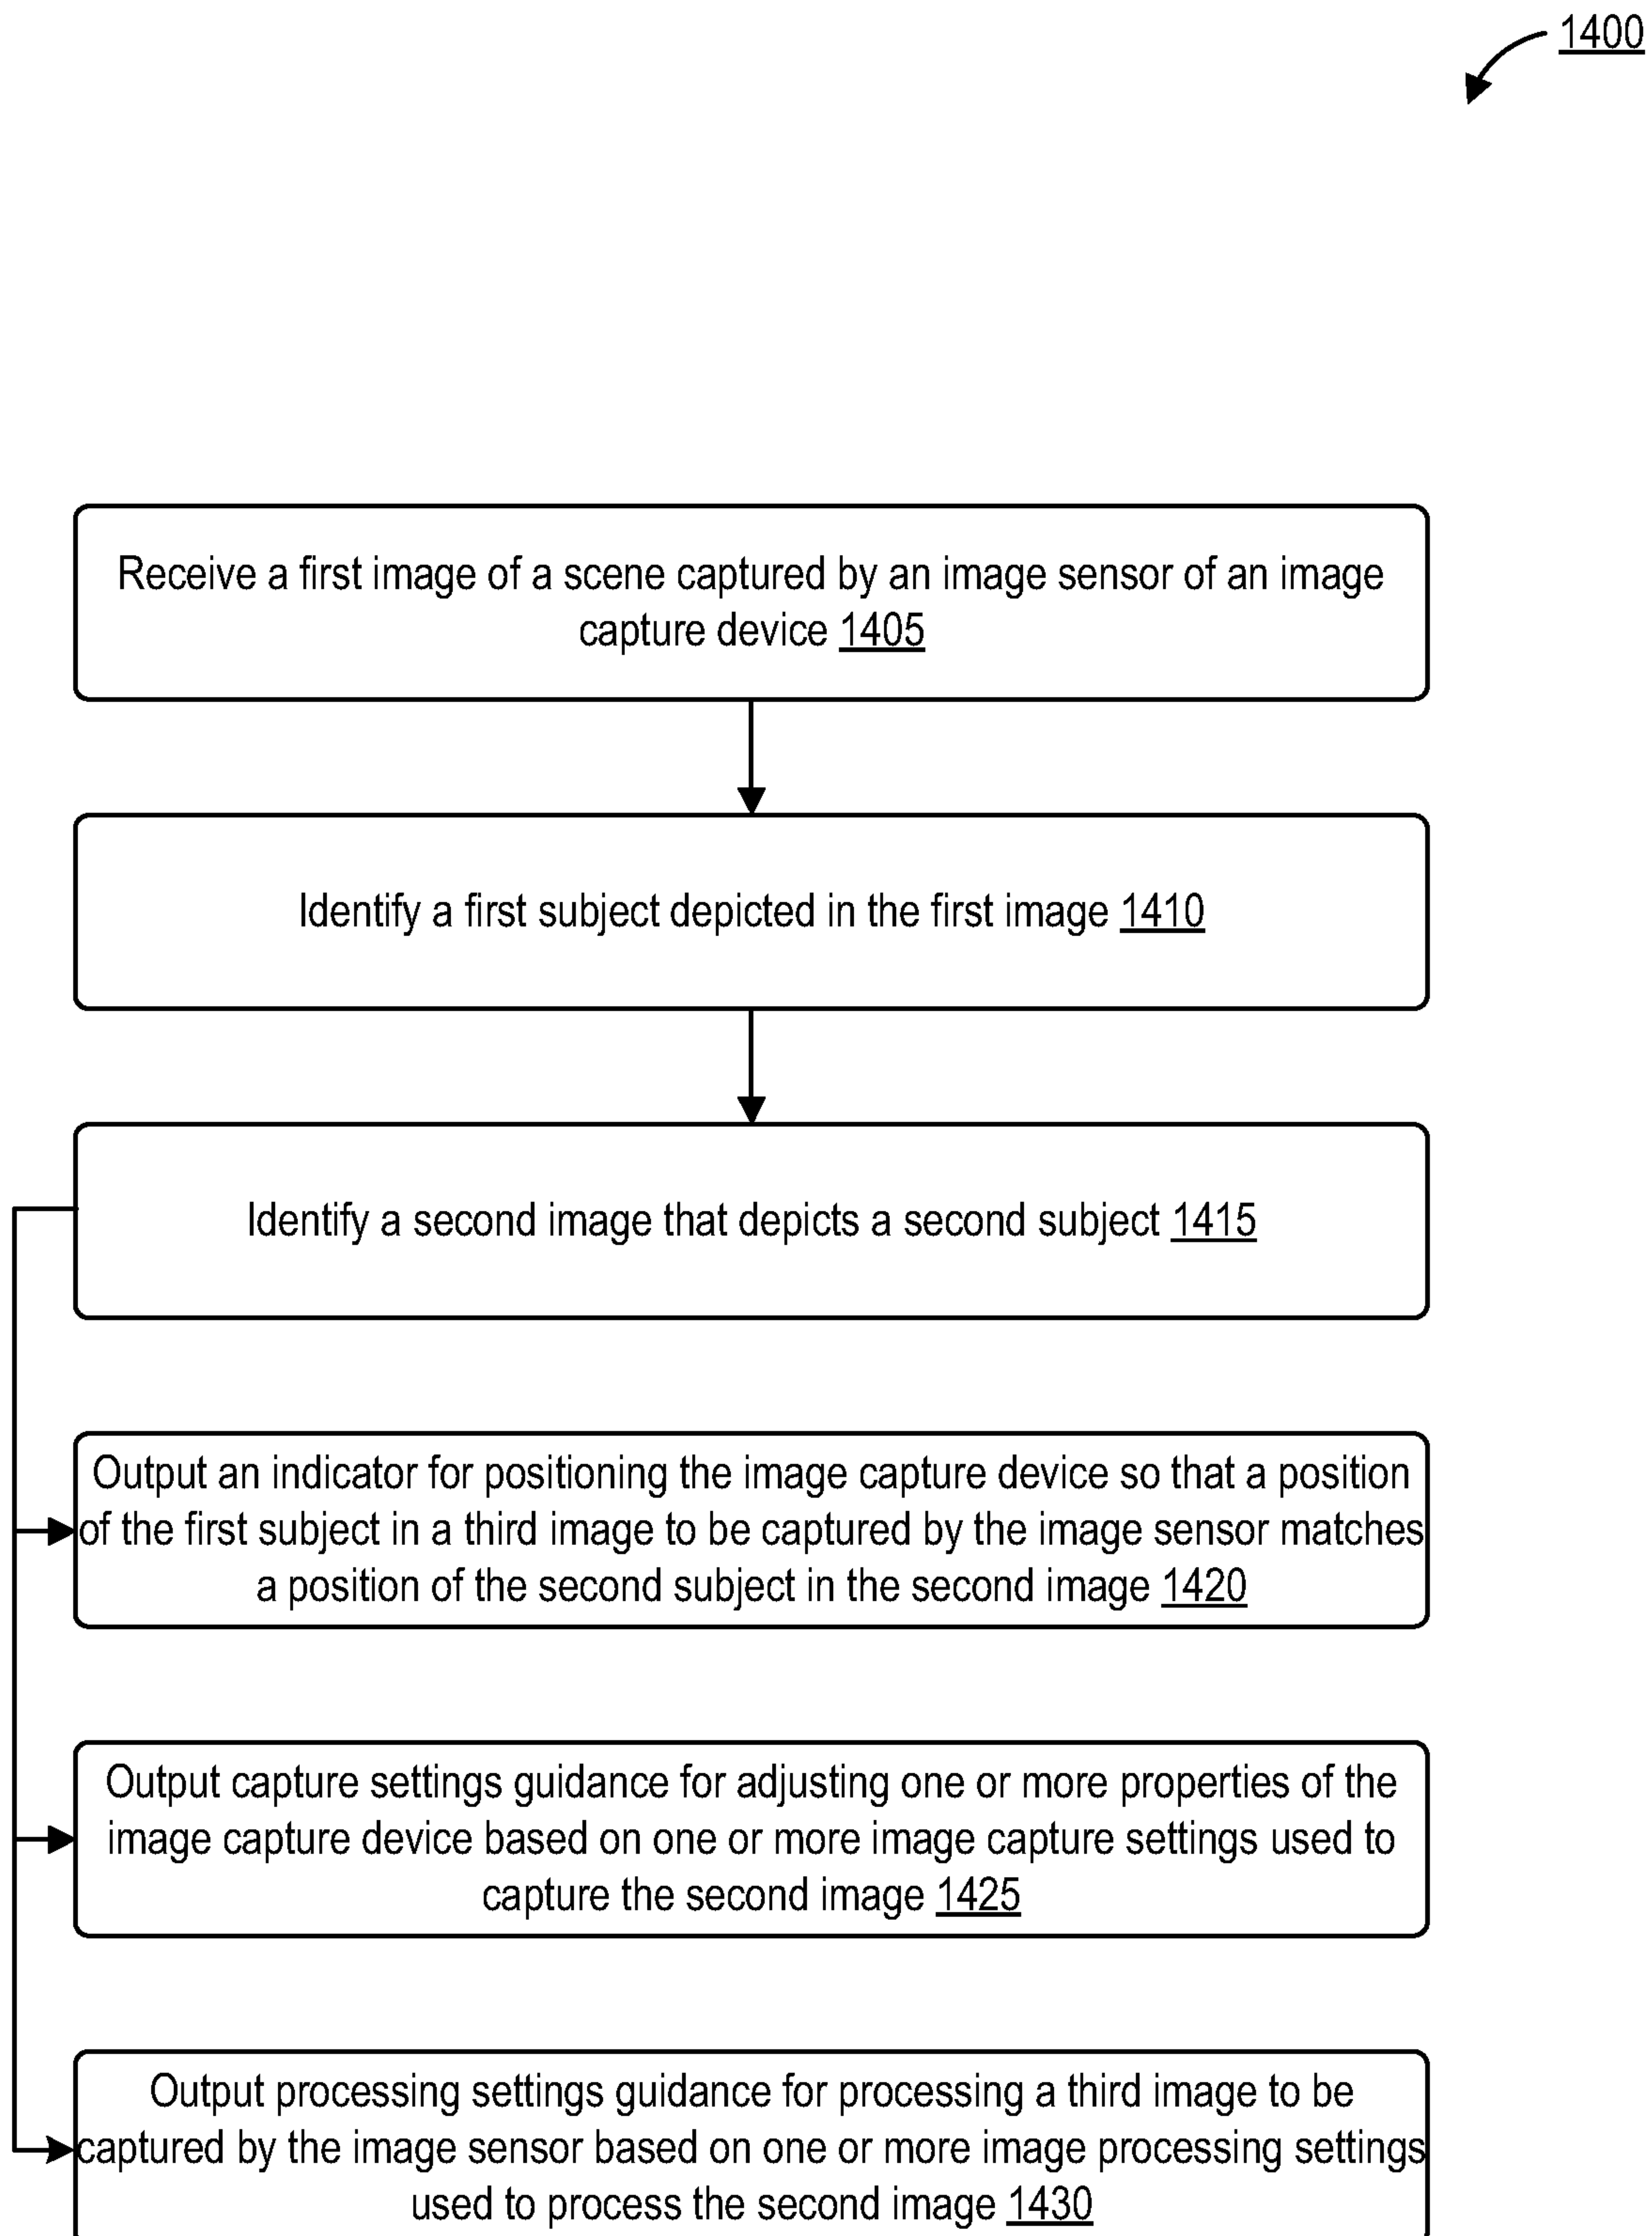 1400
Receive a first image of a scene captured by an image sensor of an image
capture device 1405
Identify a first subject depicted in the first image 1410
Identify a second image that depicts a second subject 1415
Output an indicator for positioning the image capture device so that a position
of the first subject in a third image to be captured by the image sensor matches
a position of the second subject in the second image 1420
Output capture settings guidance for adjusting one or more properties of the
image capture device based on one or more image capture settings used to
capture the second image 1425
Output processing settings guidance for processing a third image to be
captured by the image sensor based on one or more image processing settings
used to process the second image 1430